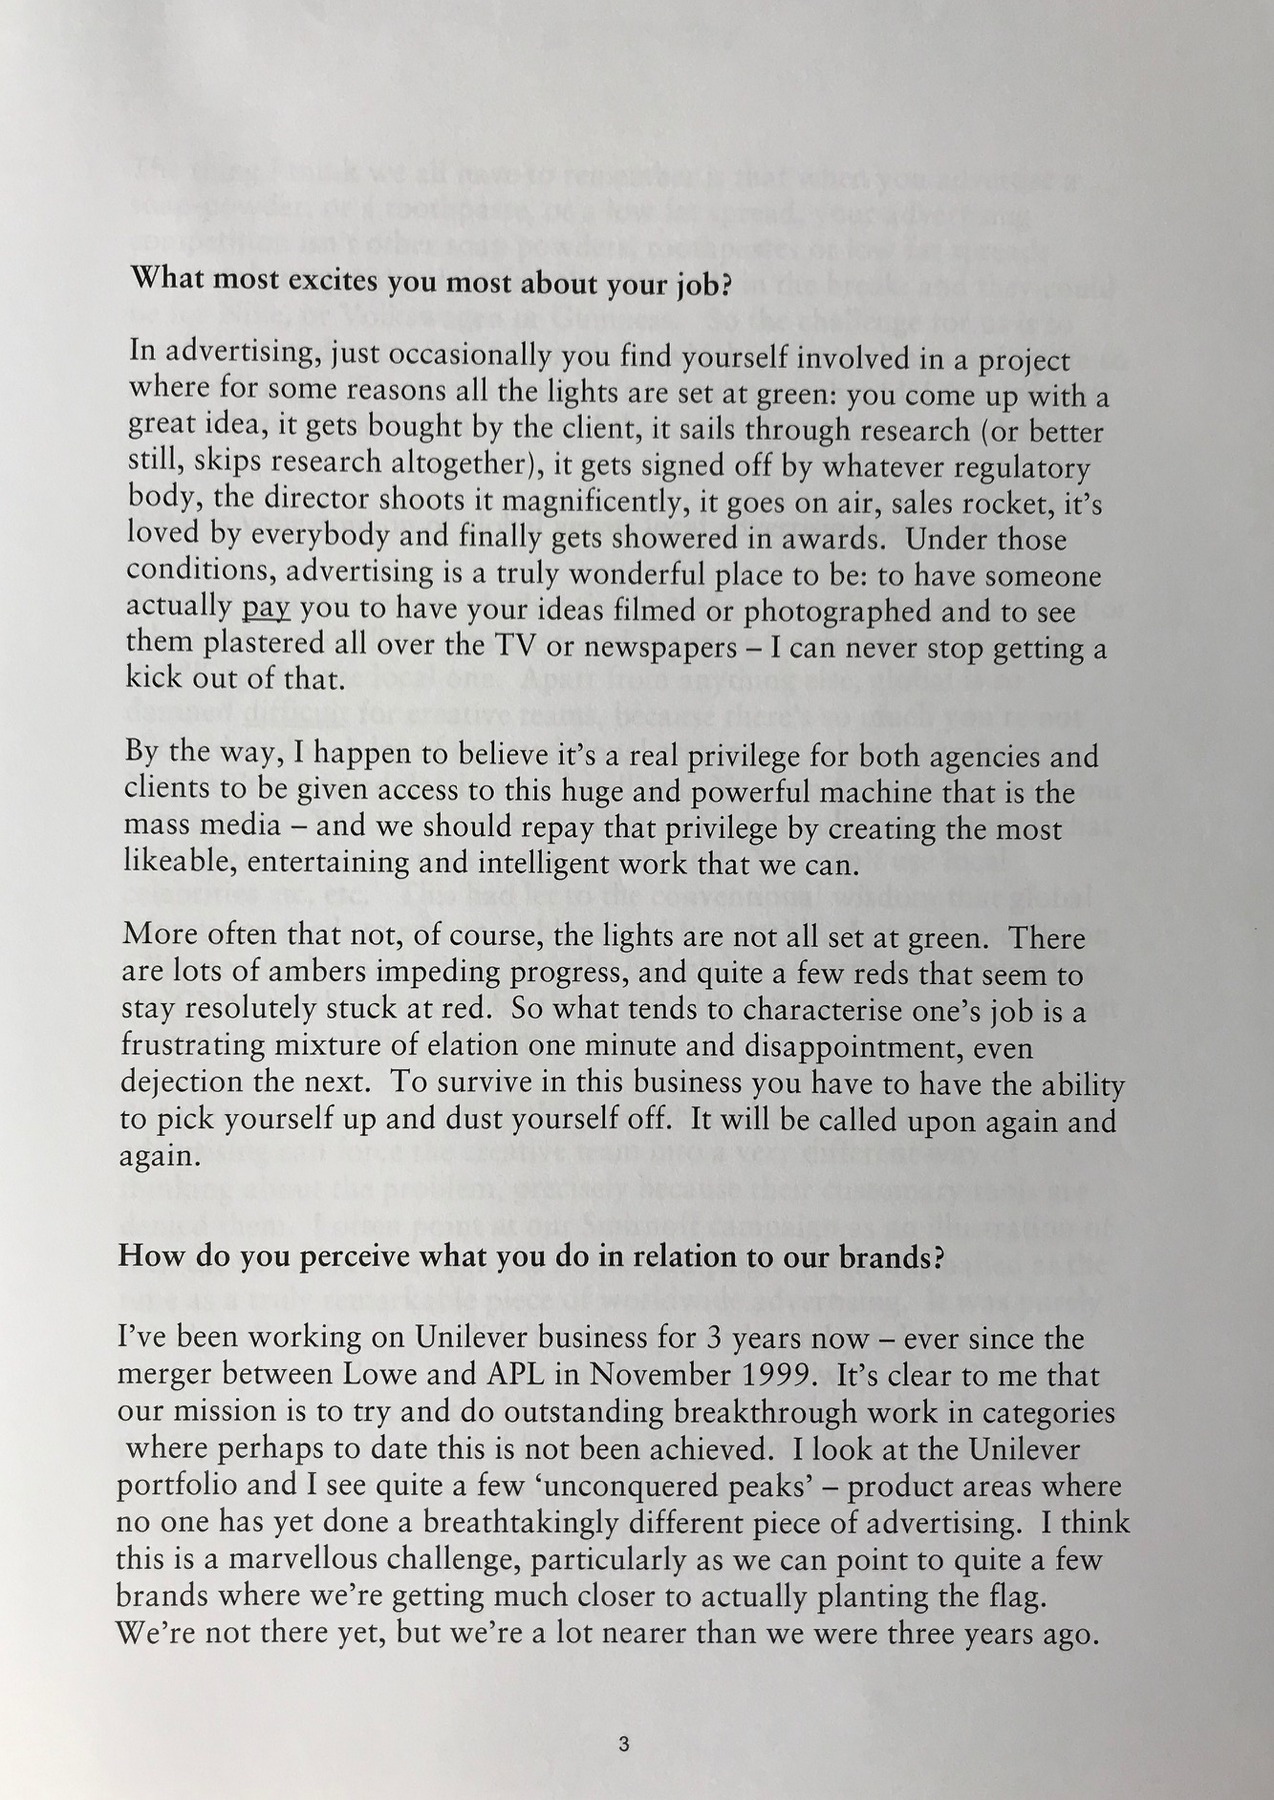 What most excites you most about your job?
In advertising, just occasionally you find yourself involved in a project
where for some reasons all the lights are set at green: you come up with a
great idea, it gets bought by the client, it sails through research (or better
still, skips research altogether), it gets signed off by whatever regulatory
body, the director shoots it magnificently, it goes on air, sales rocket, it's
loved by everybody and finally gets showered in awards.  Under those
conditions, advertising is a truly wonderful place to be: to have someone
actually pay you to have your ideas filmed or photographed and to see
them plastered all over the TV or newspapers – I can never stop getting a
kick out of that.
By the way, I happen to believe it's a real privilege for both agencies and
clients to be given access to this huge and powerful machine that is the
mass media – and we should repay that privilege by creating the most
likeable, entertaining and intelligent work that we can.
More often that not, of course, the lights are not all set at green.  There
are lots of ambers impeding progress, and quite a few reds that seem to
stay resolutely stuck at red.  So what tends to characterise one's job is a
frustrating mixture of elation one minute and disappointment, even
dejection the next.  To survive in this business you have to have the ability
to pick yourself up and dust yourself off.  It will be called upon again and
again.
How do you perceive what you do in relation to our brands?
I've been working on Unilever business for 3 years now – ever since the
merger between Lowe and APL in November 1999.  It's clear to me that
our mission is to try and do outstanding breakthrough work in categories
where perhaps to date this is not been achieved.  I look at the Unilever
portfolio and I see quite a few ‘unconquered peaks’ – product areas where
no one has yet done a breathtakingly different piece of advertising.  I think
this is a marvellous challenge, particularly as we can point to quite a few
brands where we're getting much closer to actually planting the flag.
We're not there yet, but we're a lot nearer than we were three years ago.
3